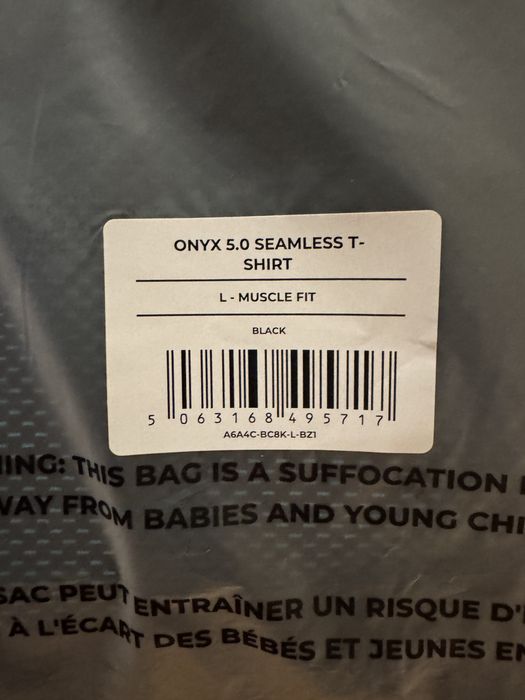 ONYX 5.0 SEAMLESS T-
SHIRT
L - MUSCLE FIT
BLACK
5 063168 495717
A6A4C-BC8K-L-BZ1
THIS BAG IS A SUFFOCATION
FROM BABIES AND YOUNG
SAC PEUT ENTRAÎNER UN RISQUE
À L'ÉCART DES BÉBÉS ET JEUNES